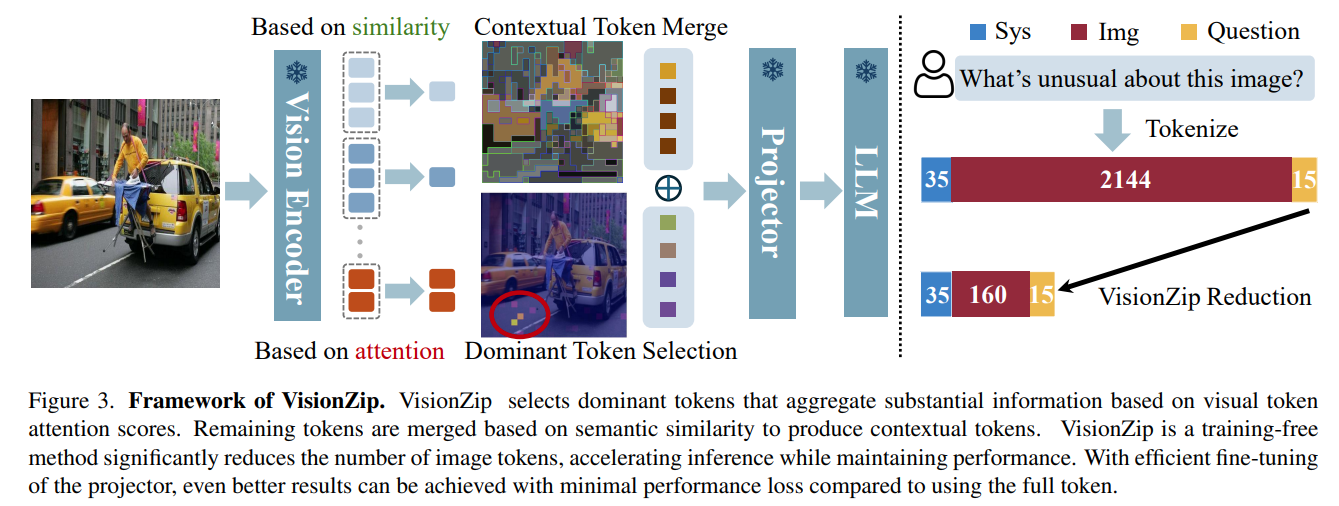 Based on similarity
Contextual Token Merge
Vision Encoder
Based on attention
Dominant Token Selection
Projector
LLM
Sys Img Question
What's unusual about this image?
Tokenize
35 2144 15
35 160 15
VisionZip Reduction
Figure 3. Framework of VisionZip. VisionZip selects dominant tokens that aggregate substantial information based on visual token
attention scores. Remaining tokens are merged based on semantic similarity to produce contextual tokens. VisionZip is a training-free
method significantly reduces the number of image tokens, accelerating inference while maintaining performance. With efficient fine-tuning
of the projector, even better results can be achieved with minimal performance loss compared to using the full token.